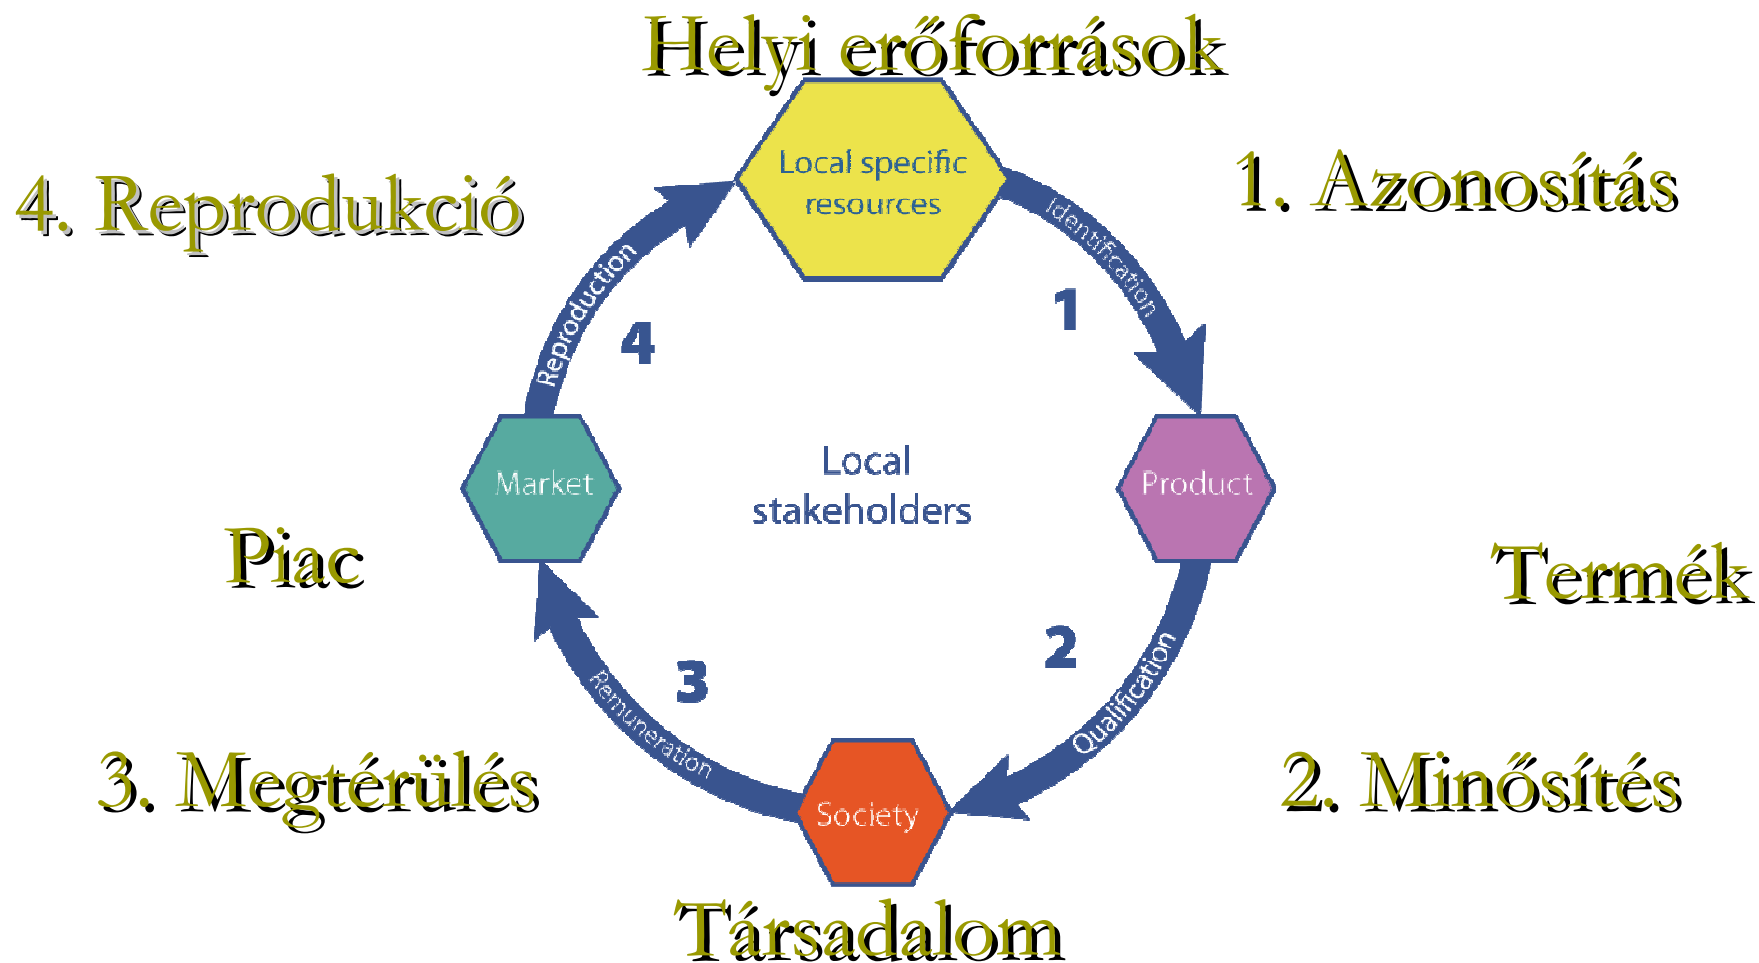 Helyi erőforrások
Local specific
resources
1. Azonosítás
4. Reprodukció
Identification
Reproduction
1
4
Market
Local
stakeholders
Product
Piac
Termék
2
3
Qualification
Remuneration
3. Megtérülés
2. Minősítés
Society
Társadalom